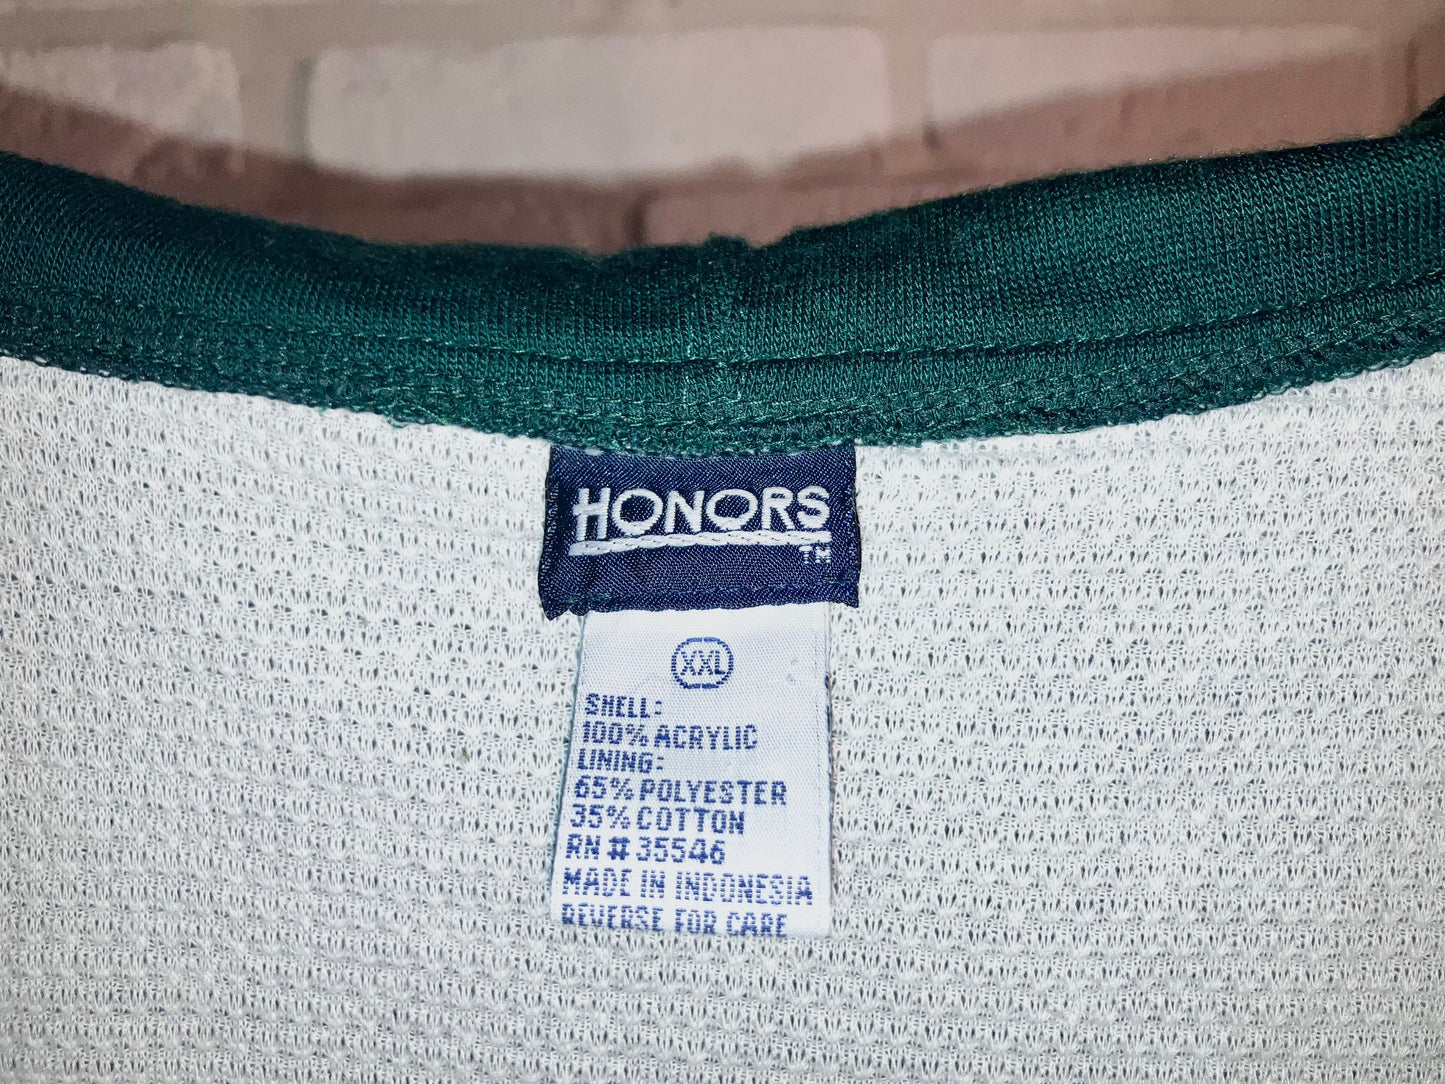 HONORS
TM
XXL
SHELL:
100% ACRYLIC
LINING:
65% POLYESTER
35% COTTON
RN # 35546
MADE IN INDONESIA
REVERSE FOR CARE